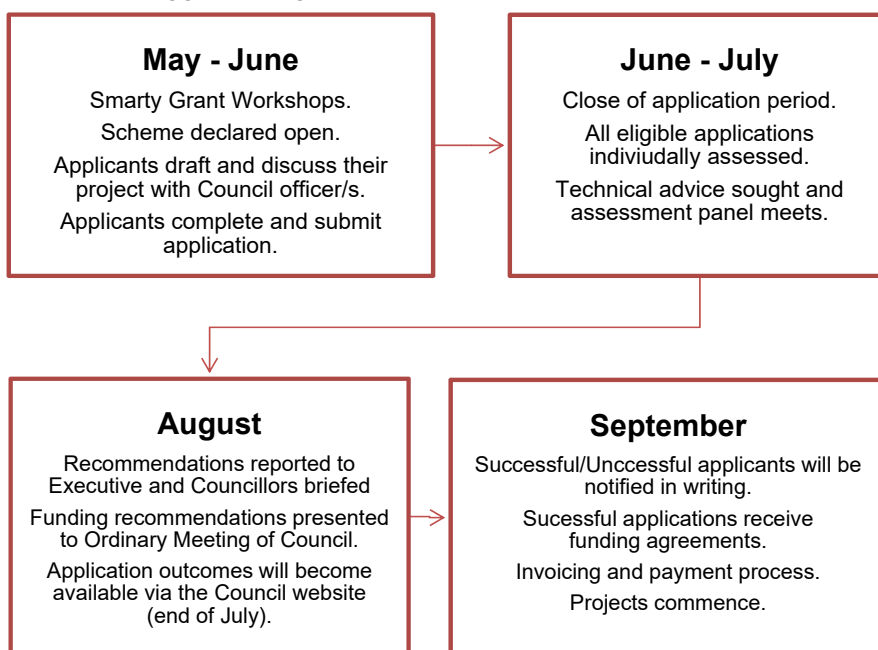 May - June
Smarty Grant Workshops.
Scheme declared open.
Applicants draft and discuss their
project with Council officer/s.
Applicants complete and submit
application.
June - July
Close of application period.
All eligible applications
indiviudally assessed.
Technical advice sought and
assessment panel meets.
August
Recommendations reported to
Executive and Councillors briefed
Funding recommendations presented
to Ordinary Meeting of Council.
Application outcomes will become
available via the Council website
(end of July).
September
Successful/Unccessful applicants will be
notified in writing.
Sucessful applications receive
funding agreements.
Invoicing and payment process.
Projects commence.